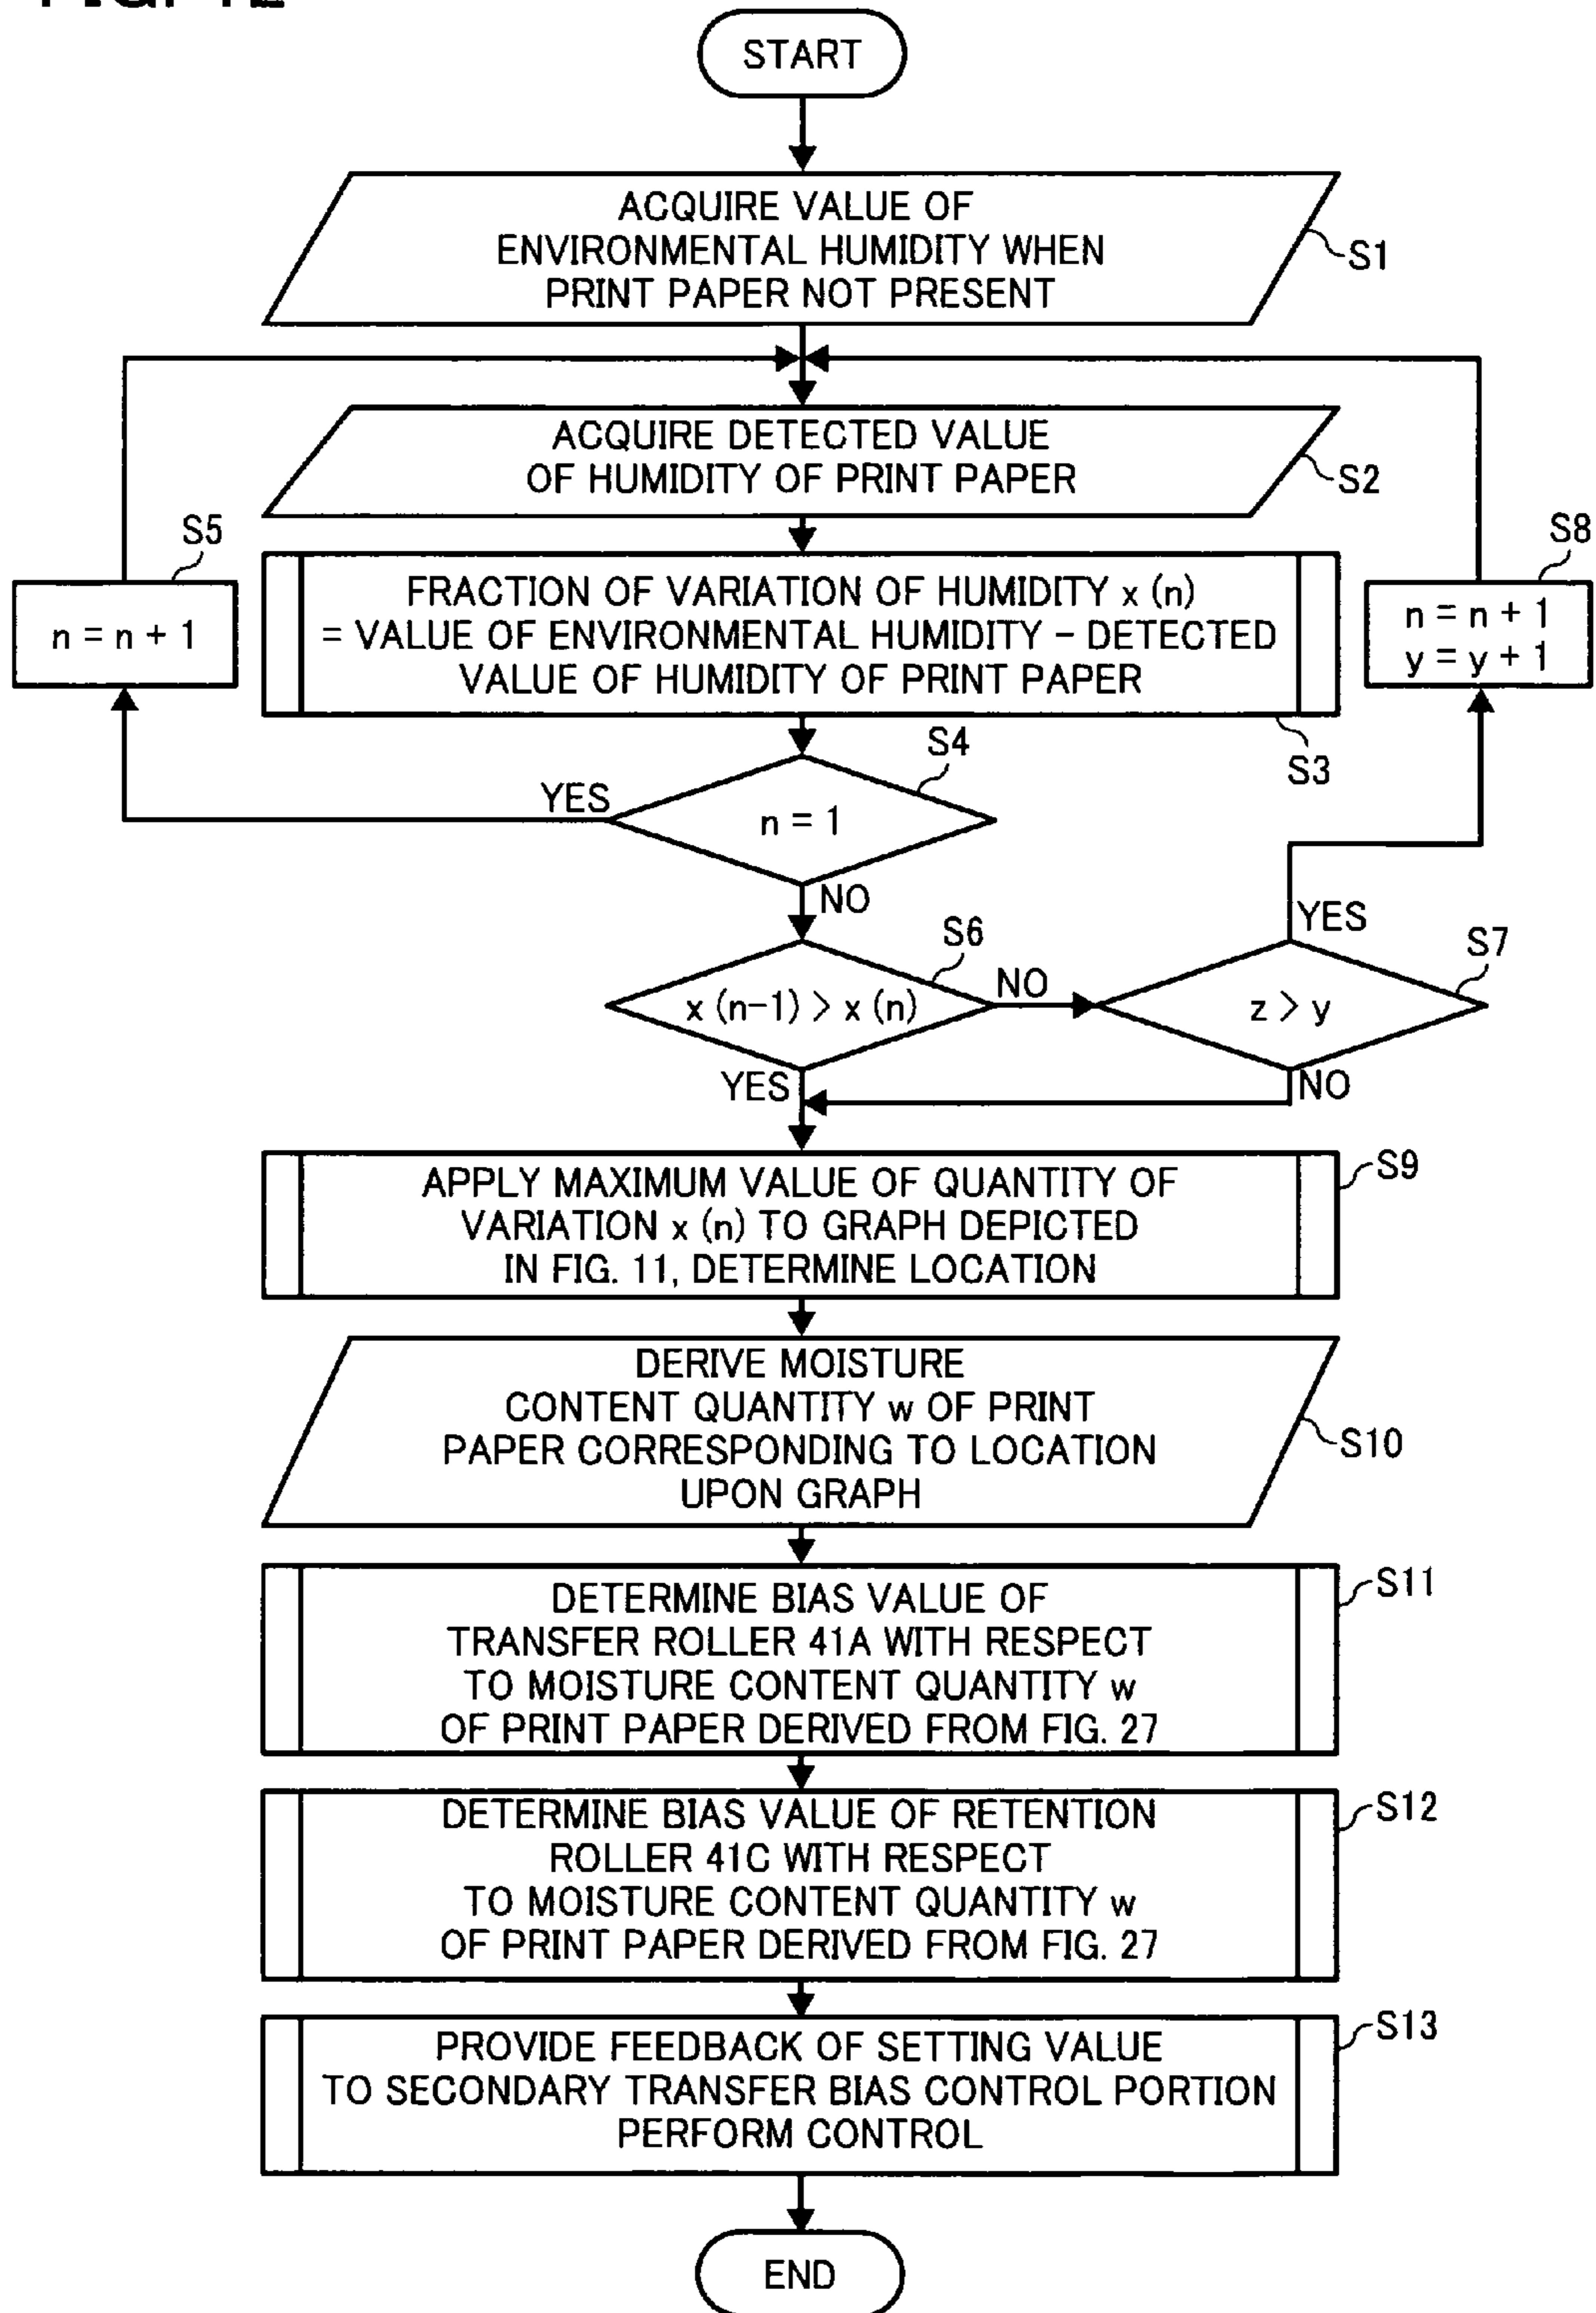 START
ACQUIRE VALUE OF
ENVIRONMENTAL HUMIDITY WHEN
PRINT PAPER NOT PRESENT
S1
ACQUIRE DETECTED VALUE
OF HUMIDITY OF PRINT PAPER
S2
S5
n = n + 1
FRACTION OF VARIATION OF HUMIDITY x (n)
= VALUE OF ENVIRONMENTAL HUMIDITY - DETECTED
VALUE OF HUMIDITY OF PRINT PAPER
S3
S8
n = n + 1
y = y + 1
S4
YES
n = 1
NO
S6
x (n-1) > x (n)
NO
YES
S7
z > y
YES
NO
APPLY MAXIMUM VALUE OF QUANTITY OF
VARIATION x (n) TO GRAPH DEPICTED
IN FIG. 11, DETERMINE LOCATION
S9
DERIVE MOISTURE
CONTENT QUANTITY w OF PRINT
PAPER CORRESPONDING TO LOCATION
UPON GRAPH
S10
DETERMINE BIAS VALUE OF
TRANSFER ROLLER 41A WITH RESPECT
TO MOISTURE CONTENT QUANTITY w
OF PRINT PAPER DERIVED FROM FIG. 27
S11
DETERMINE BIAS VALUE OF RETENTION
ROLLER 41C WITH RESPECT
TO MOISTURE CONTENT QUANTITY w
OF PRINT PAPER DERIVED FROM FIG. 27
S12
PROVIDE FEEDBACK OF SETTING VALUE
TO SECONDARY TRANSFER BIAS CONTROL PORTION
PERFORM CONTROL
S13
END